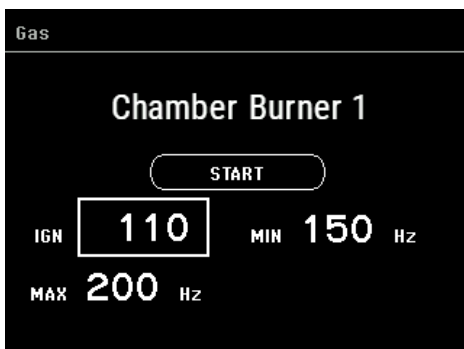 Gas
Chamber Burner 1
START
IGN 110 MIN 150 Hz
MAX 200 Hz